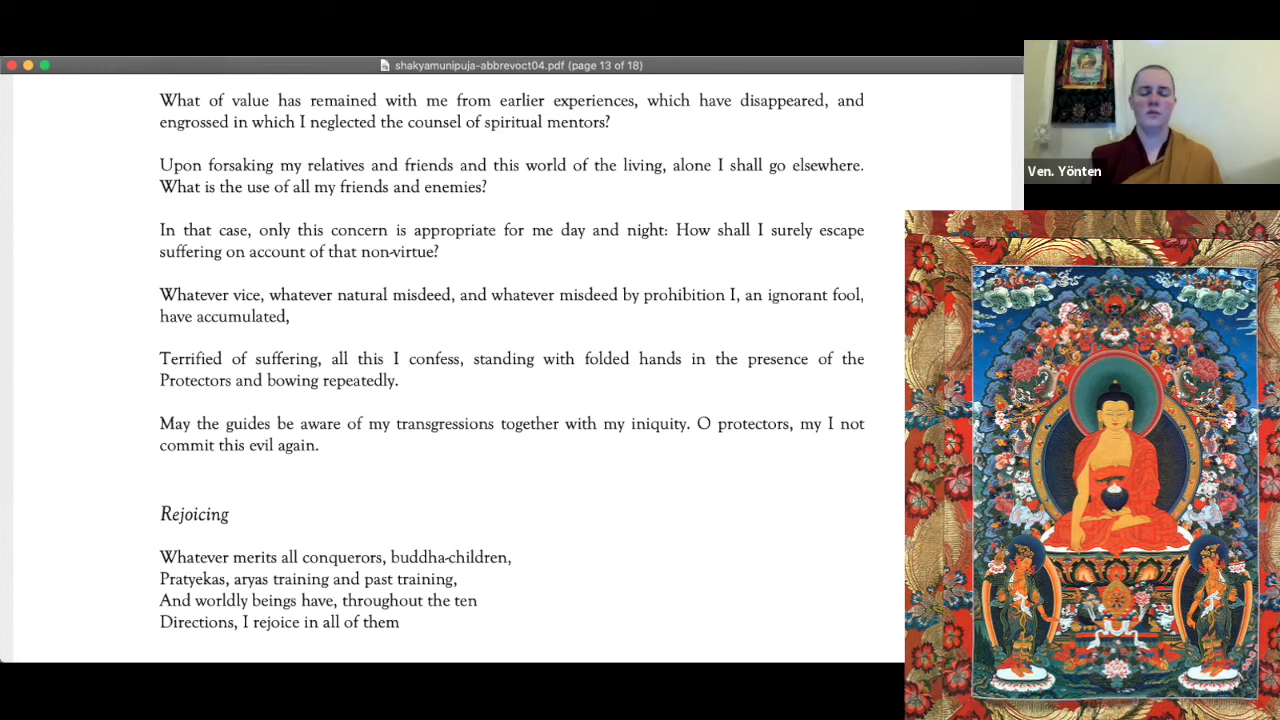 shakyamunipuja-abbrevoct04.pdf (page 13 of 18)
What of value has remained with me from earlier experiences, which have disappeared, and
engrossed in which I neglected the counsel of spiritual mentors?
Upon forsaking my relatives and friends and this world of the living, alone I shall go elsewhere.
What is the use of all my friends and enemies?
In that case, only this concern is appropriate for me day and night: How shall I surely escape
suffering on account of that non-virtue?
Whatever vice, whatever natural misdeed, and whatever misdeed by prohibition I, an ignorant fool,
have accumulated,
Terrified of suffering, all this I confess, standing with folded hands in the presence of the
Protectors and bowing repeatedly.
May the guides be aware of my transgressions together with my iniquity. O protectors, my I not
commit this evil again.
Rejoicing
Whatever merits all conquerors, buddha-children,
Pratyekas, aryas training and past training,
And worldly beings have, throughout the ten
Directions, I rejoice in all of them
Ven. Yönten